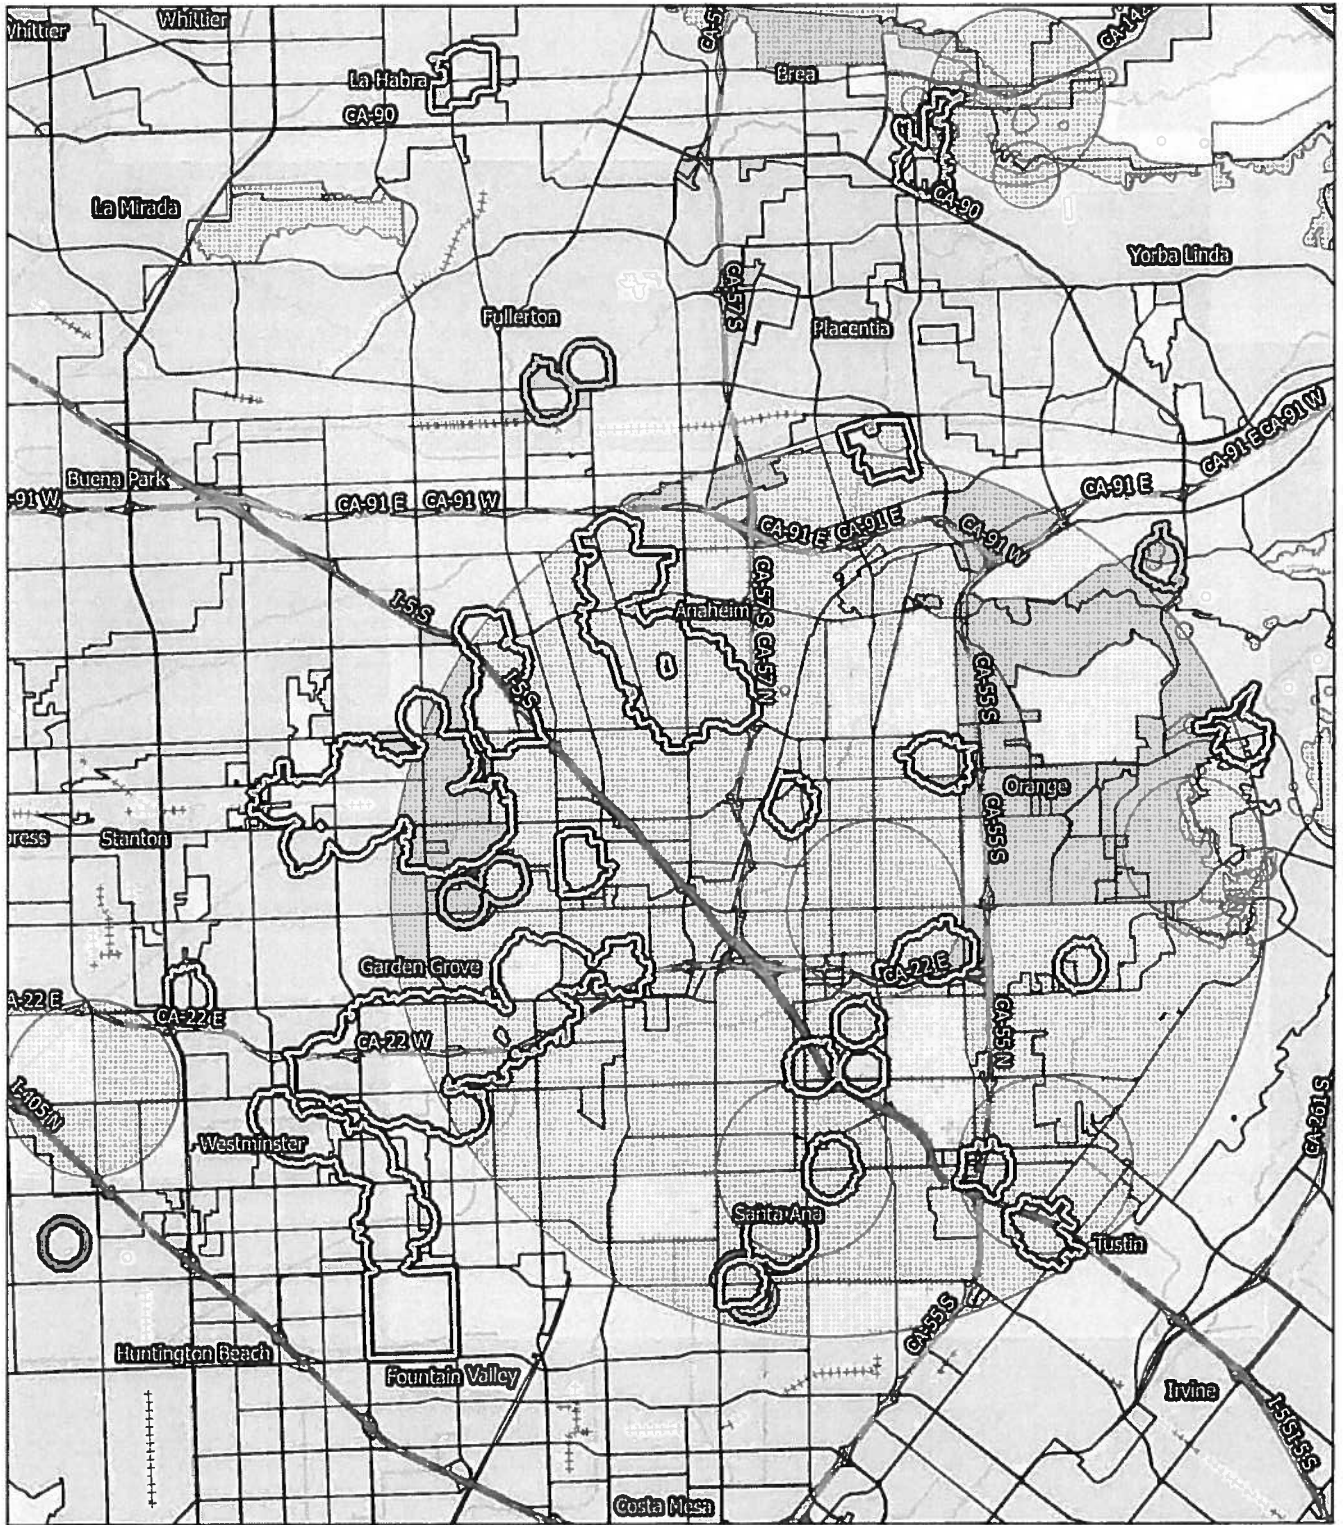 Whittier
Whittier
CA-142
La Habra
Brea
CA-90
CA-90
La Mirada
Yorba Linda
CA-57 S
Fullerton
Placentia
CA-91 E CA-91 W
Buena Park
-91 W
CA-91 E
CA-91 W
CA-91 E
CA-91 E
CA-91 E
CA-91 W
CA-57 S
I-5 S
Anaheim
CA-57 N
I-5 S
CA-55 S
Orange
Stanton
CA-55 S
press
Garden Grove
CA-22 E
A-22 E
CA-22 E
CA-22 W
CA-55 N
I-405 N
Westminster
CA-261 S
Santa Ana
Tustin
CA-55 S
Huntington Beach
Fountain Valley
Irvine
I-5 S I-5 S
Costa Mesa